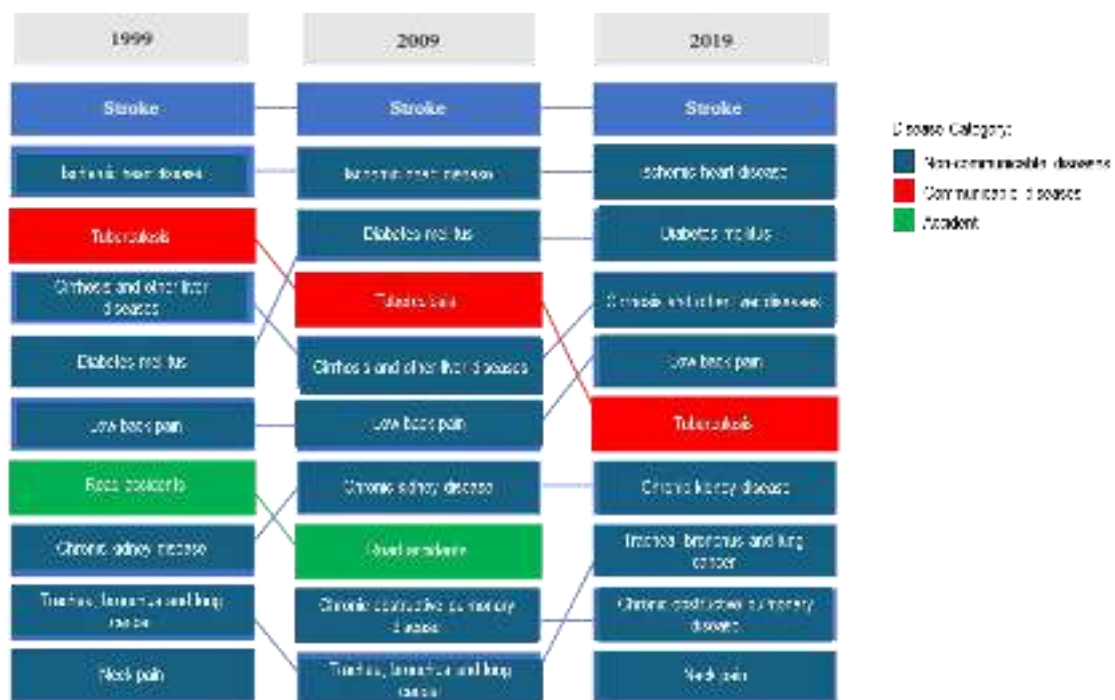 1999
2009
2019
Stroke
Stroke
Stroke
Ischemic heart disease
Ischemic heart disease
Ischemic heart disease
Tuberculosis
Diabetes mellitus
Diabetes mellitus
Cirrhosis and other liver
diseases
Tuberculosis
Cirrhosis and other liver diseases
Diabetes mellitus
Cirrhosis and other liver diseases
Low back pain
Low back pain
Low back pain
Tuberculosis
Road accidents
Chronic kidney disease
Chronic kidney disease
Chronic kidney disease
Road accidents
Tracheal, bronchus and lung
cancer
Trachea, bronchus and lung
cancer
Chronic obstructive pulmonary
disease
Chronic obstructive pulmonary
disease
Neck pain
Trachea, bronchus and lung
cancer
Neck pain
Disease Category:
Non-communicable diseases
Communicable diseases
Accident